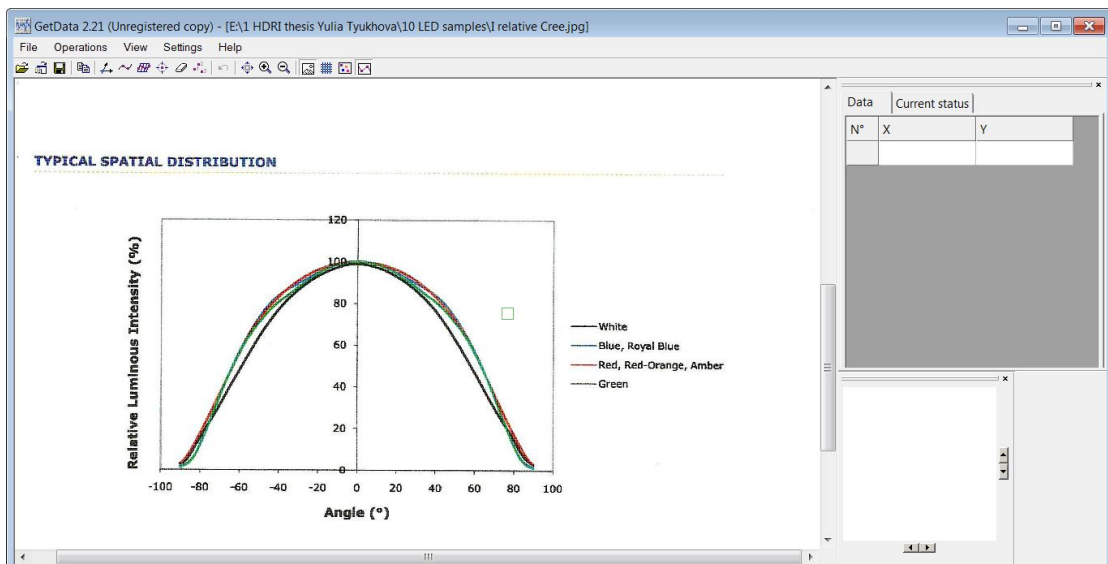 GetData 2.21 (Unregistered copy) - [E:\1 HDRI thesis Yulia Tyukhova\10 LED samples\I relative Cree.jpg]
File Operations View Settings Help
Data Current status
N° X Y
TYPICAL SPATIAL DISTRIBUTION
Relative Luminous Intensity (%)
120
100
80
60
40
20
0
-100 -80 -60 -40 -20 0 20 40 60 80 100
Angle (°)
White
Blue, Royal Blue
Red, Red-Orange, Amber
Green